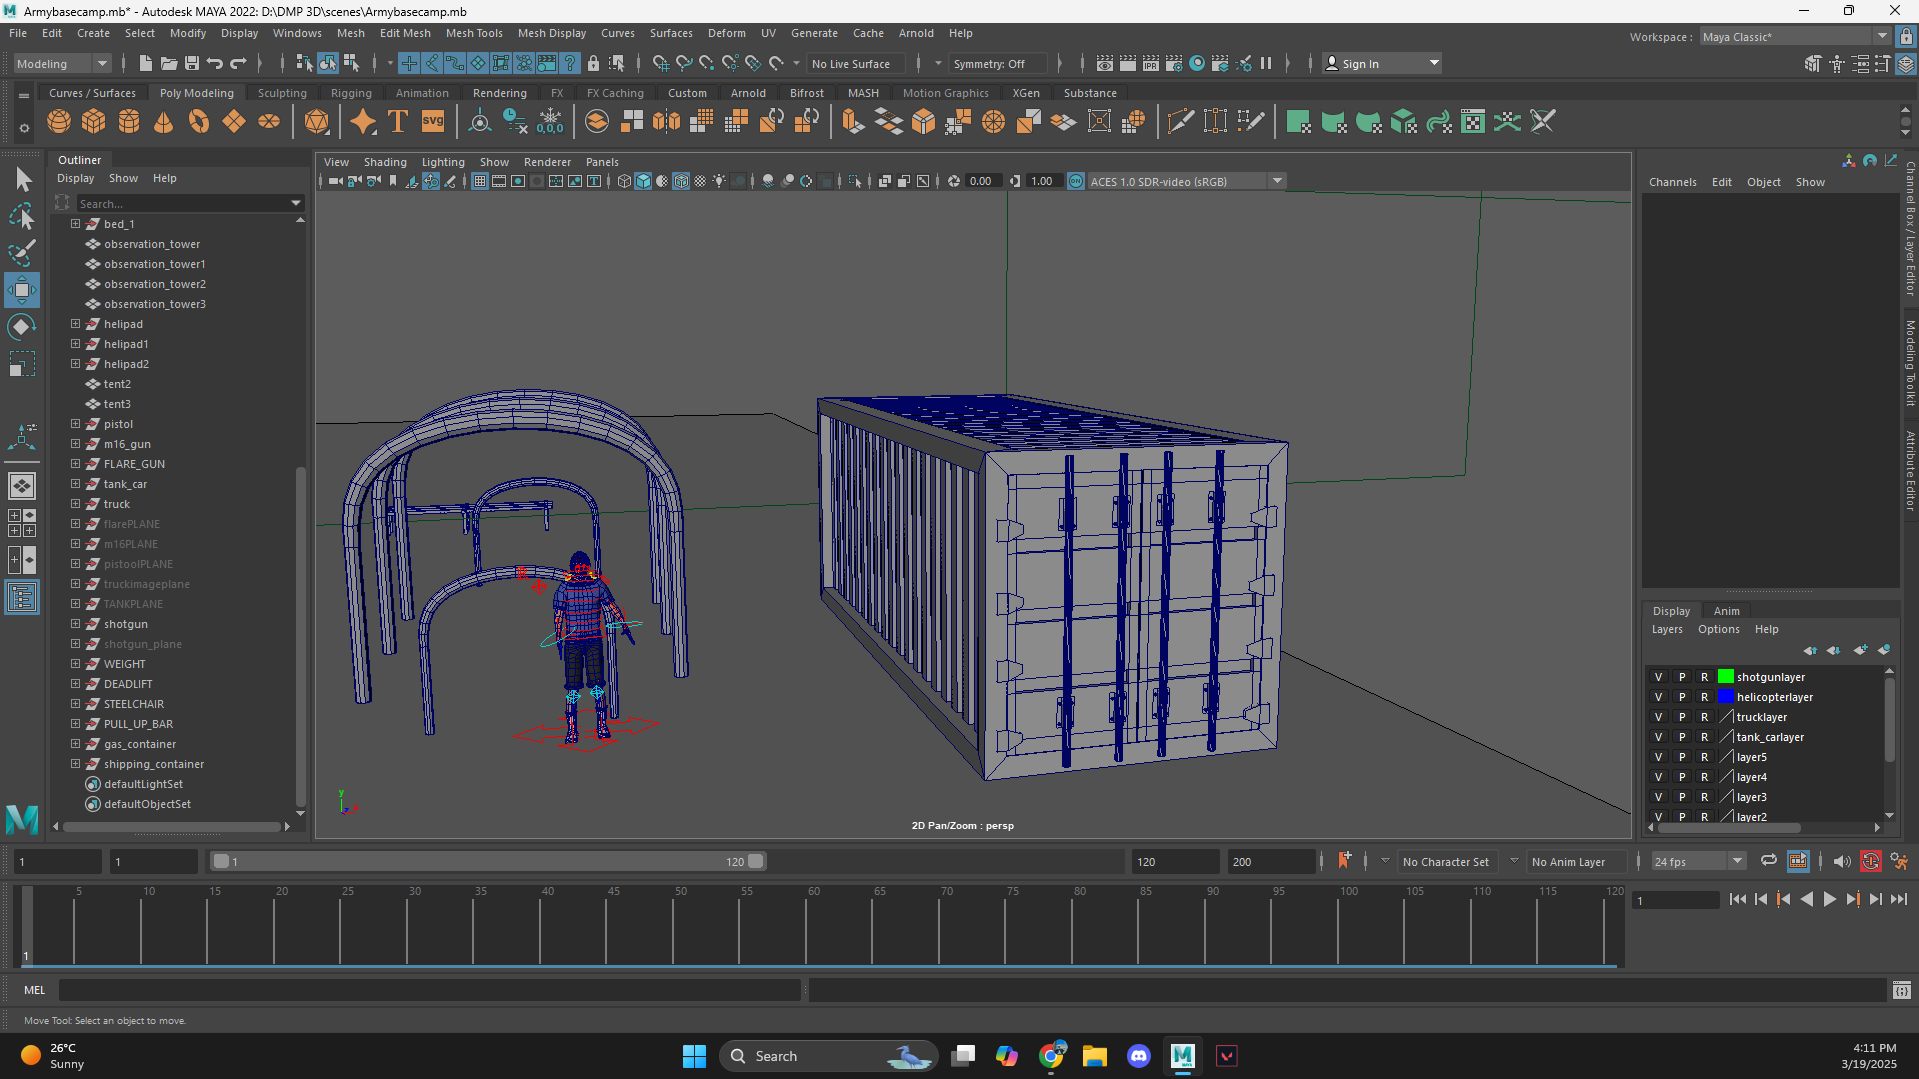 Armybasecamp.mb* - Autodesk MAYA 2022: D:\DMP 3D\scenes\Armybasecamp.mb
File Edit Create Select Modify Display Windows Mesh Edit Mesh Mesh Tools Mesh Display Curves Surfaces Deform UV Generate Cache Arnold Help
Workspace : Maya Classic*
Modeling No Live Surface Symmetry: Off IPR Sign In
Curves / Surfaces Poly Modeling Sculpting Rigging Animation Rendering FX FX Caching Custom Arnold Bifrost MASH Motion Graphics XGen Substance
T svg 0,0,0
Outliner
Display Show Help
Search...
bed_1
observation_tower
observation_tower1
observation_tower2
observation_tower3
helipad
helipad1
helipad2
tent2
tent3
pistol
m16_gun
FLARE_GUN
tank_car
truck
flarePLANE
m16PLANE
pistoolPLANE
truckimageplane
TANKPLANE
shotgun
shotgun_plane
WEIGHT
DEADLIFT
STEELCHAIR
PULL_UP_BAR
gas_container
shipping_container
defaultLightSet
defaultObjectSet
View Shading Lighting Show Renderer Panels
0.00 1.00 ON ACES 1.0 SDR-video (sRGB)
y
2D Pan/Zoom : persp
Channels Edit Object Show
Channel Box / Layer Editor
Modeling Toolkit
Attribute Editor
Display Anim
Layers Options Help
V P R shotgunlayer
V P R helicopterlayer
V P R trucklayer
V P R tank_carlayer
V P R layer5
V P R layer4
V P R layer3
V P R layer2
1 1 1 120 120 200 No Character Set No Anim Layer 24 fps
5 10 15 20 25 30 35 40 45 50 55 60 65 70 75 80 85 90 95 100 105 110 115 120
1
1
MEL
Move Tool: Select an object to move.
26°C
Sunny
Search
4:11 PM
3/19/2025